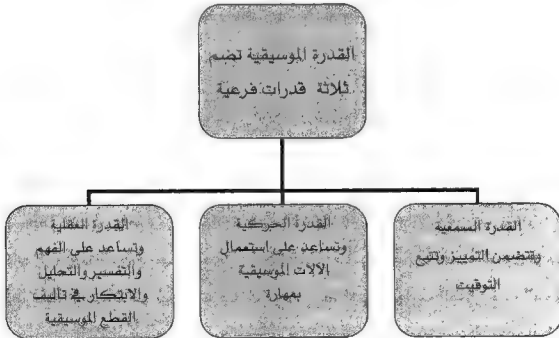 القدرة الموسيقية تضم
ثلاثة قدرات فرعية
القدرة السمعية
وتتضمن التمييز وتتبع
التوقيت
القدرة الحركية
وتساعد على استعمال
الآلات الموسيقية
بمهارة
القدرة العقلية
وتساعد على الفهم
والتفسير والتحليل
والابتكار في تأليف
القطع الموسيقية